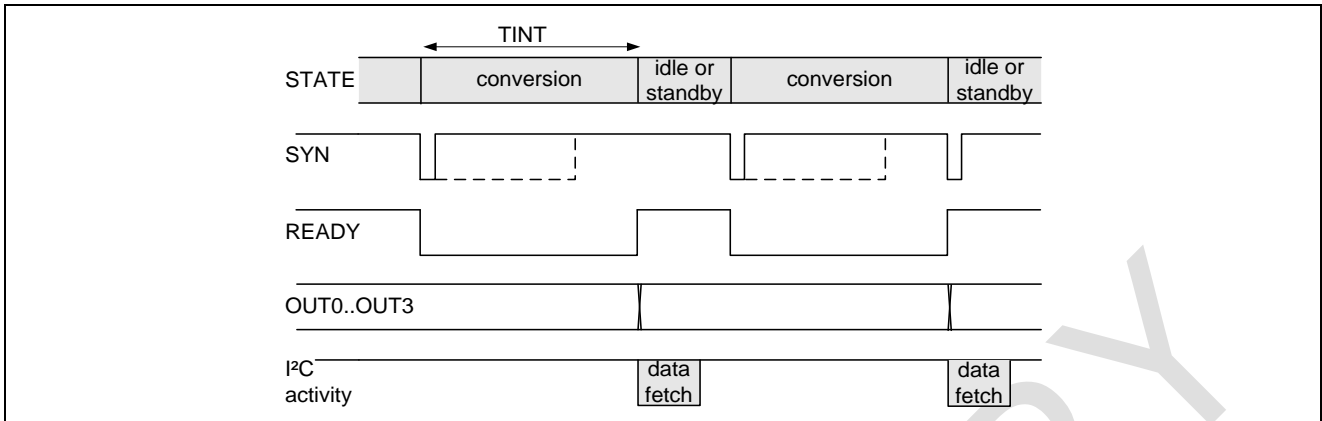 TINT
STATE conversion idle or standby conversion idle or standby
SYN
READY
OUT0..OUT3
I²C activity data fetch data fetch